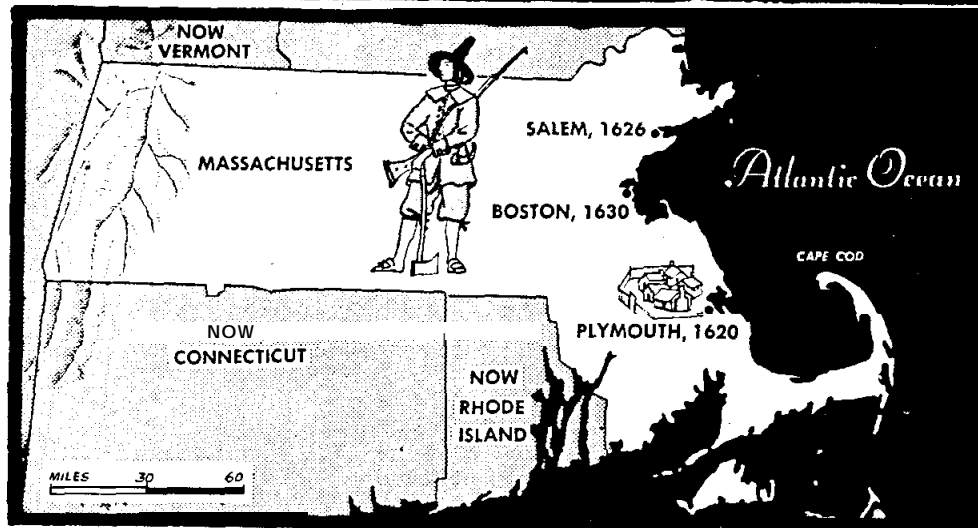 NOW
VERMONT
SALEM, 1626
MASSACHUSETTS
Atlantic Ocean
BOSTON, 1630
CAPE COD
NOW
CONNECTICUT
PLYMOUTH, 1620
NOW
RHODE
ISLAND
MILES 30 60